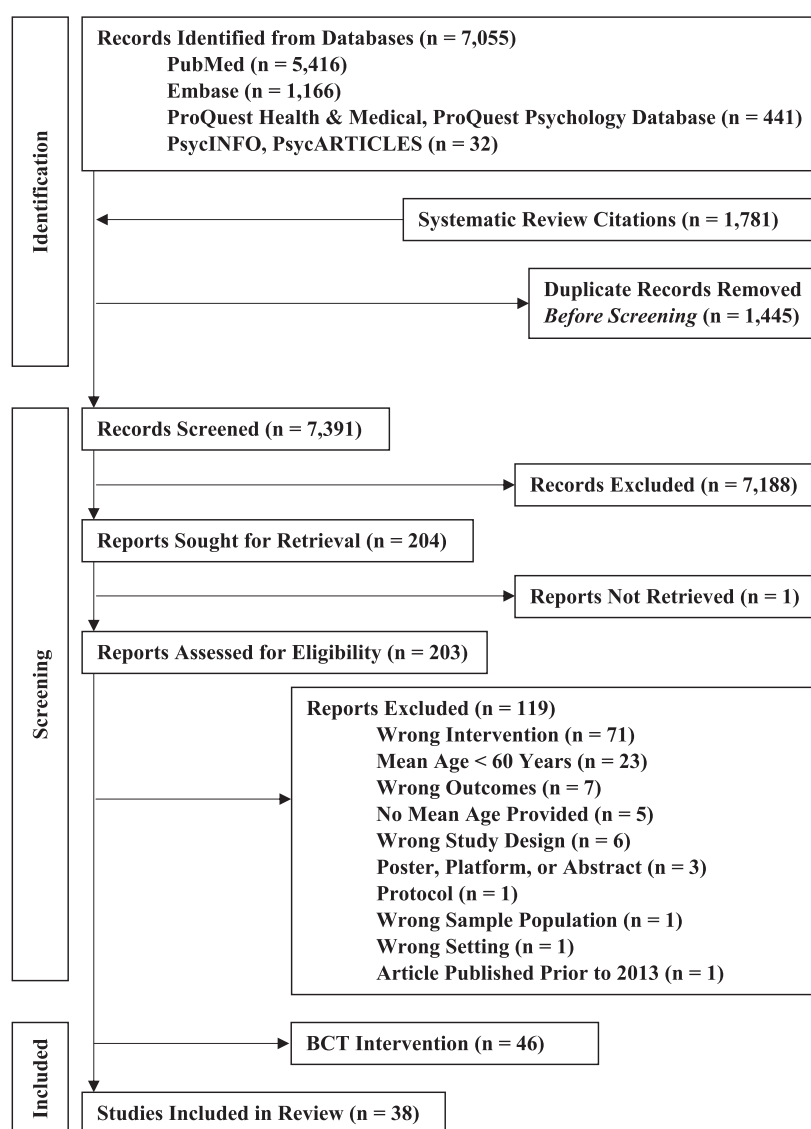 Identification
Records Identified from Databases (n = 7,055)
PubMed (n = 5,416)
Embase (n = 1,166)
ProQuest Health & Medical, ProQuest Psychology Database (n = 441)
PsycINFO, PsycARTICLES (n = 32)
Systematic Review Citations (n = 1,781)
Duplicate Records Removed
Before Screening (n = 1,445)
Screening
Records Screened (n = 7,391)
Records Excluded (n = 7,188)
Reports Sought for Retrieval (n = 204)
Reports Not Retrieved (n = 1)
Reports Assessed for Eligibility (n = 203)
Reports Excluded (n = 119)
Wrong Intervention (n = 71)
Mean Age < 60 Years (n = 23)
Wrong Outcomes (n = 7)
No Mean Age Provided (n = 5)
Wrong Study Design (n = 6)
Poster, Platform, or Abstract (n = 3)
Protocol (n = 1)
Wrong Sample Population (n = 1)
Wrong Setting (n = 1)
Article Published Prior to 2013 (n = 1)
Included
BCT Intervention (n = 46)
Studies Included in Review (n = 38)